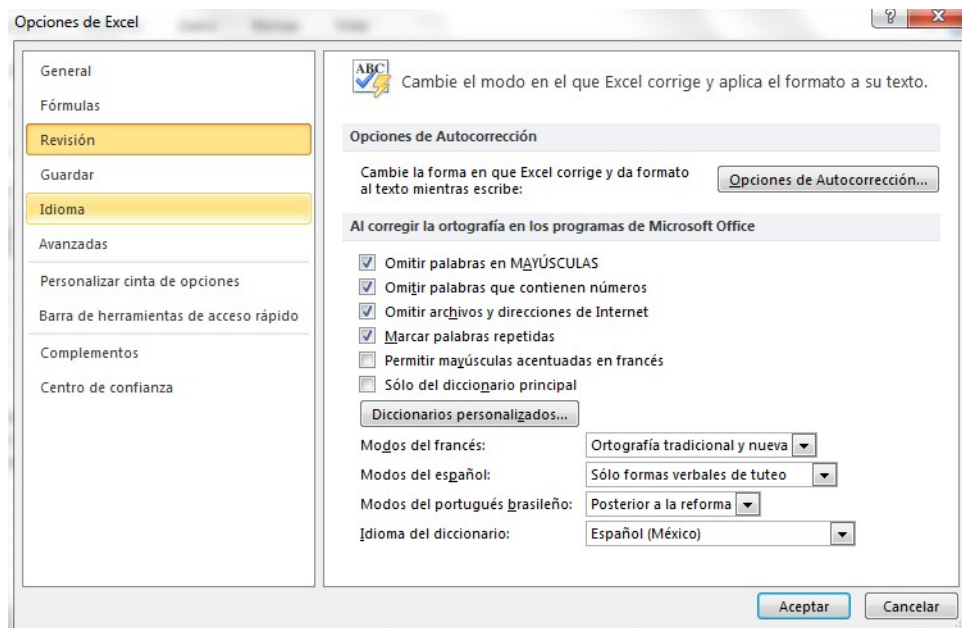 Opciones de Excel
General
Fórmulas
Revisión
Guardar
Idioma
Avanzadas
Personalizar cinta de opciones
Barra de herramientas de acceso rápido
Complementos
Centro de confianza
ABC
Cambie el modo en el que Excel corrige y aplica el formato a su texto.
Opciones de Autocorrección
Cambie la forma en que Excel corrige y da formato
al texto mientras escribe:
Opciones de Autocorrección...
Al corregir la ortografía en los programas de Microsoft Office
Omitir palabras en MAYÚSCULAS
Omitir palabras que contienen números
Omitir archivos y direcciones de Internet
Marcar palabras repetidas
Permitir mayúsculas acentuadas en francés
Sólo del diccionario principal
Diccionarios personalizados...
Modos del francés: Ortografía tradicional y nueva
Modos del español: Sólo formas verbales de tuteo
Modos del portugués brasileño: Posterior a la reforma
Idioma del diccionario: Español (México)
Aceptar Cancelar